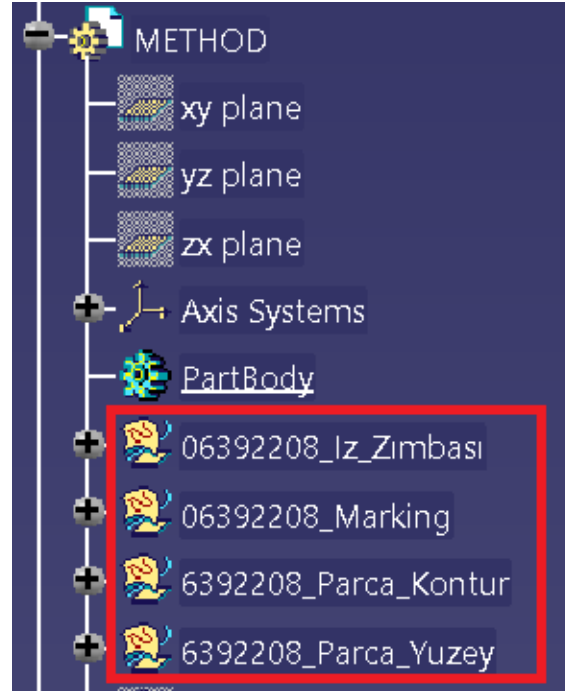 METHOD
xy plane
yz plane
zx plane
Axis Systems
PartBody
06392208_Iz_Zımbası
06392208_Marking
6392208_Parca_Kontur
6392208_Parca_Yuzey